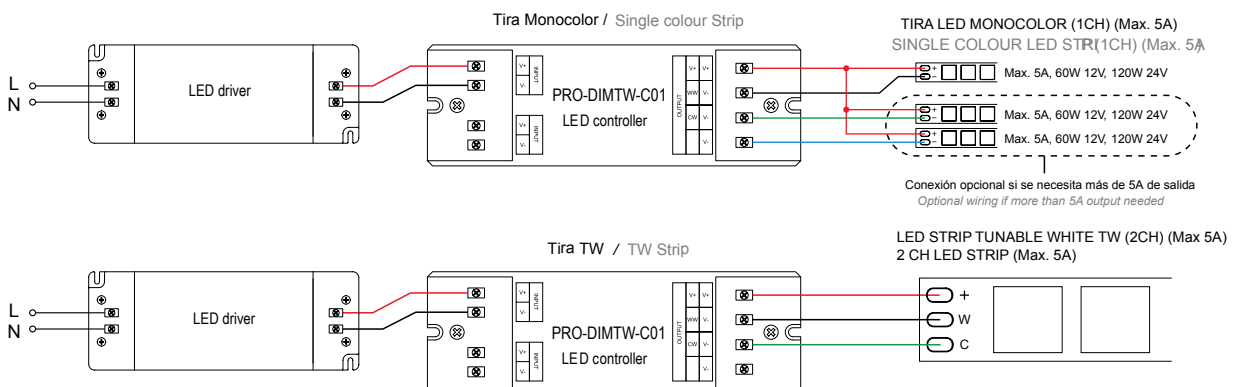 Tira Monocolor / Single colour Strip
TIRA LED MONOCOLOR (1CH) (Max. 5A)
SINGLE COLOUR LED STRI(1CH) (Max. 5A
L
N
LED driver
V+
V-
INPUT
V+
V-
INPUT
PRO-DIMTW-C01
LED controller
OUTPUT
V+ V+
WW V-
CW V-
V-
+
-
Max. 5A, 60W 12V, 120W 24V
+
-
Max. 5A, 60W 12V, 120W 24V
+
-
Max. 5A, 60W 12V, 120W 24V
Conexión opcional si se necesita más de 5A de salida
Optional wiring if more than 5A output needed
Tira TW / TW Strip
LED STRIP TUNABLE WHITE TW (2CH) (Max 5A)
2 CH LED STRIP (Max. 5A)
L
N
LED driver
V+
V-
INPUT
V+
V-
INPUT
PRO-DIMTW-C01
LED controller
OUTPUT
V+ V+
WW V-
CW V-
V-
+
W
C